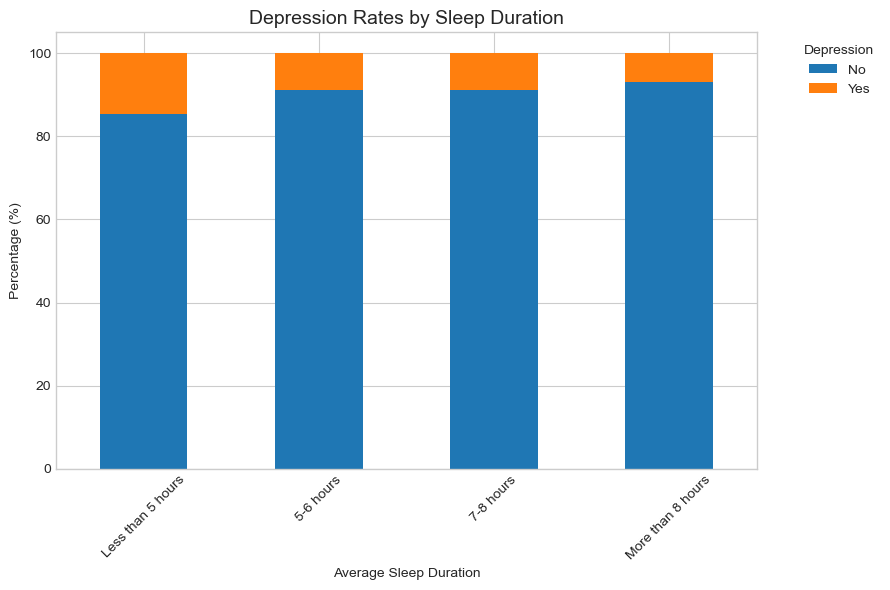 Depression Rates by Sleep Duration
Depression
No
Yes
Percentage (%)
100
80
60
40
20
0
Less than 5 hours
5-6 hours
7-8 hours
More than 8 hours
Average Sleep Duration